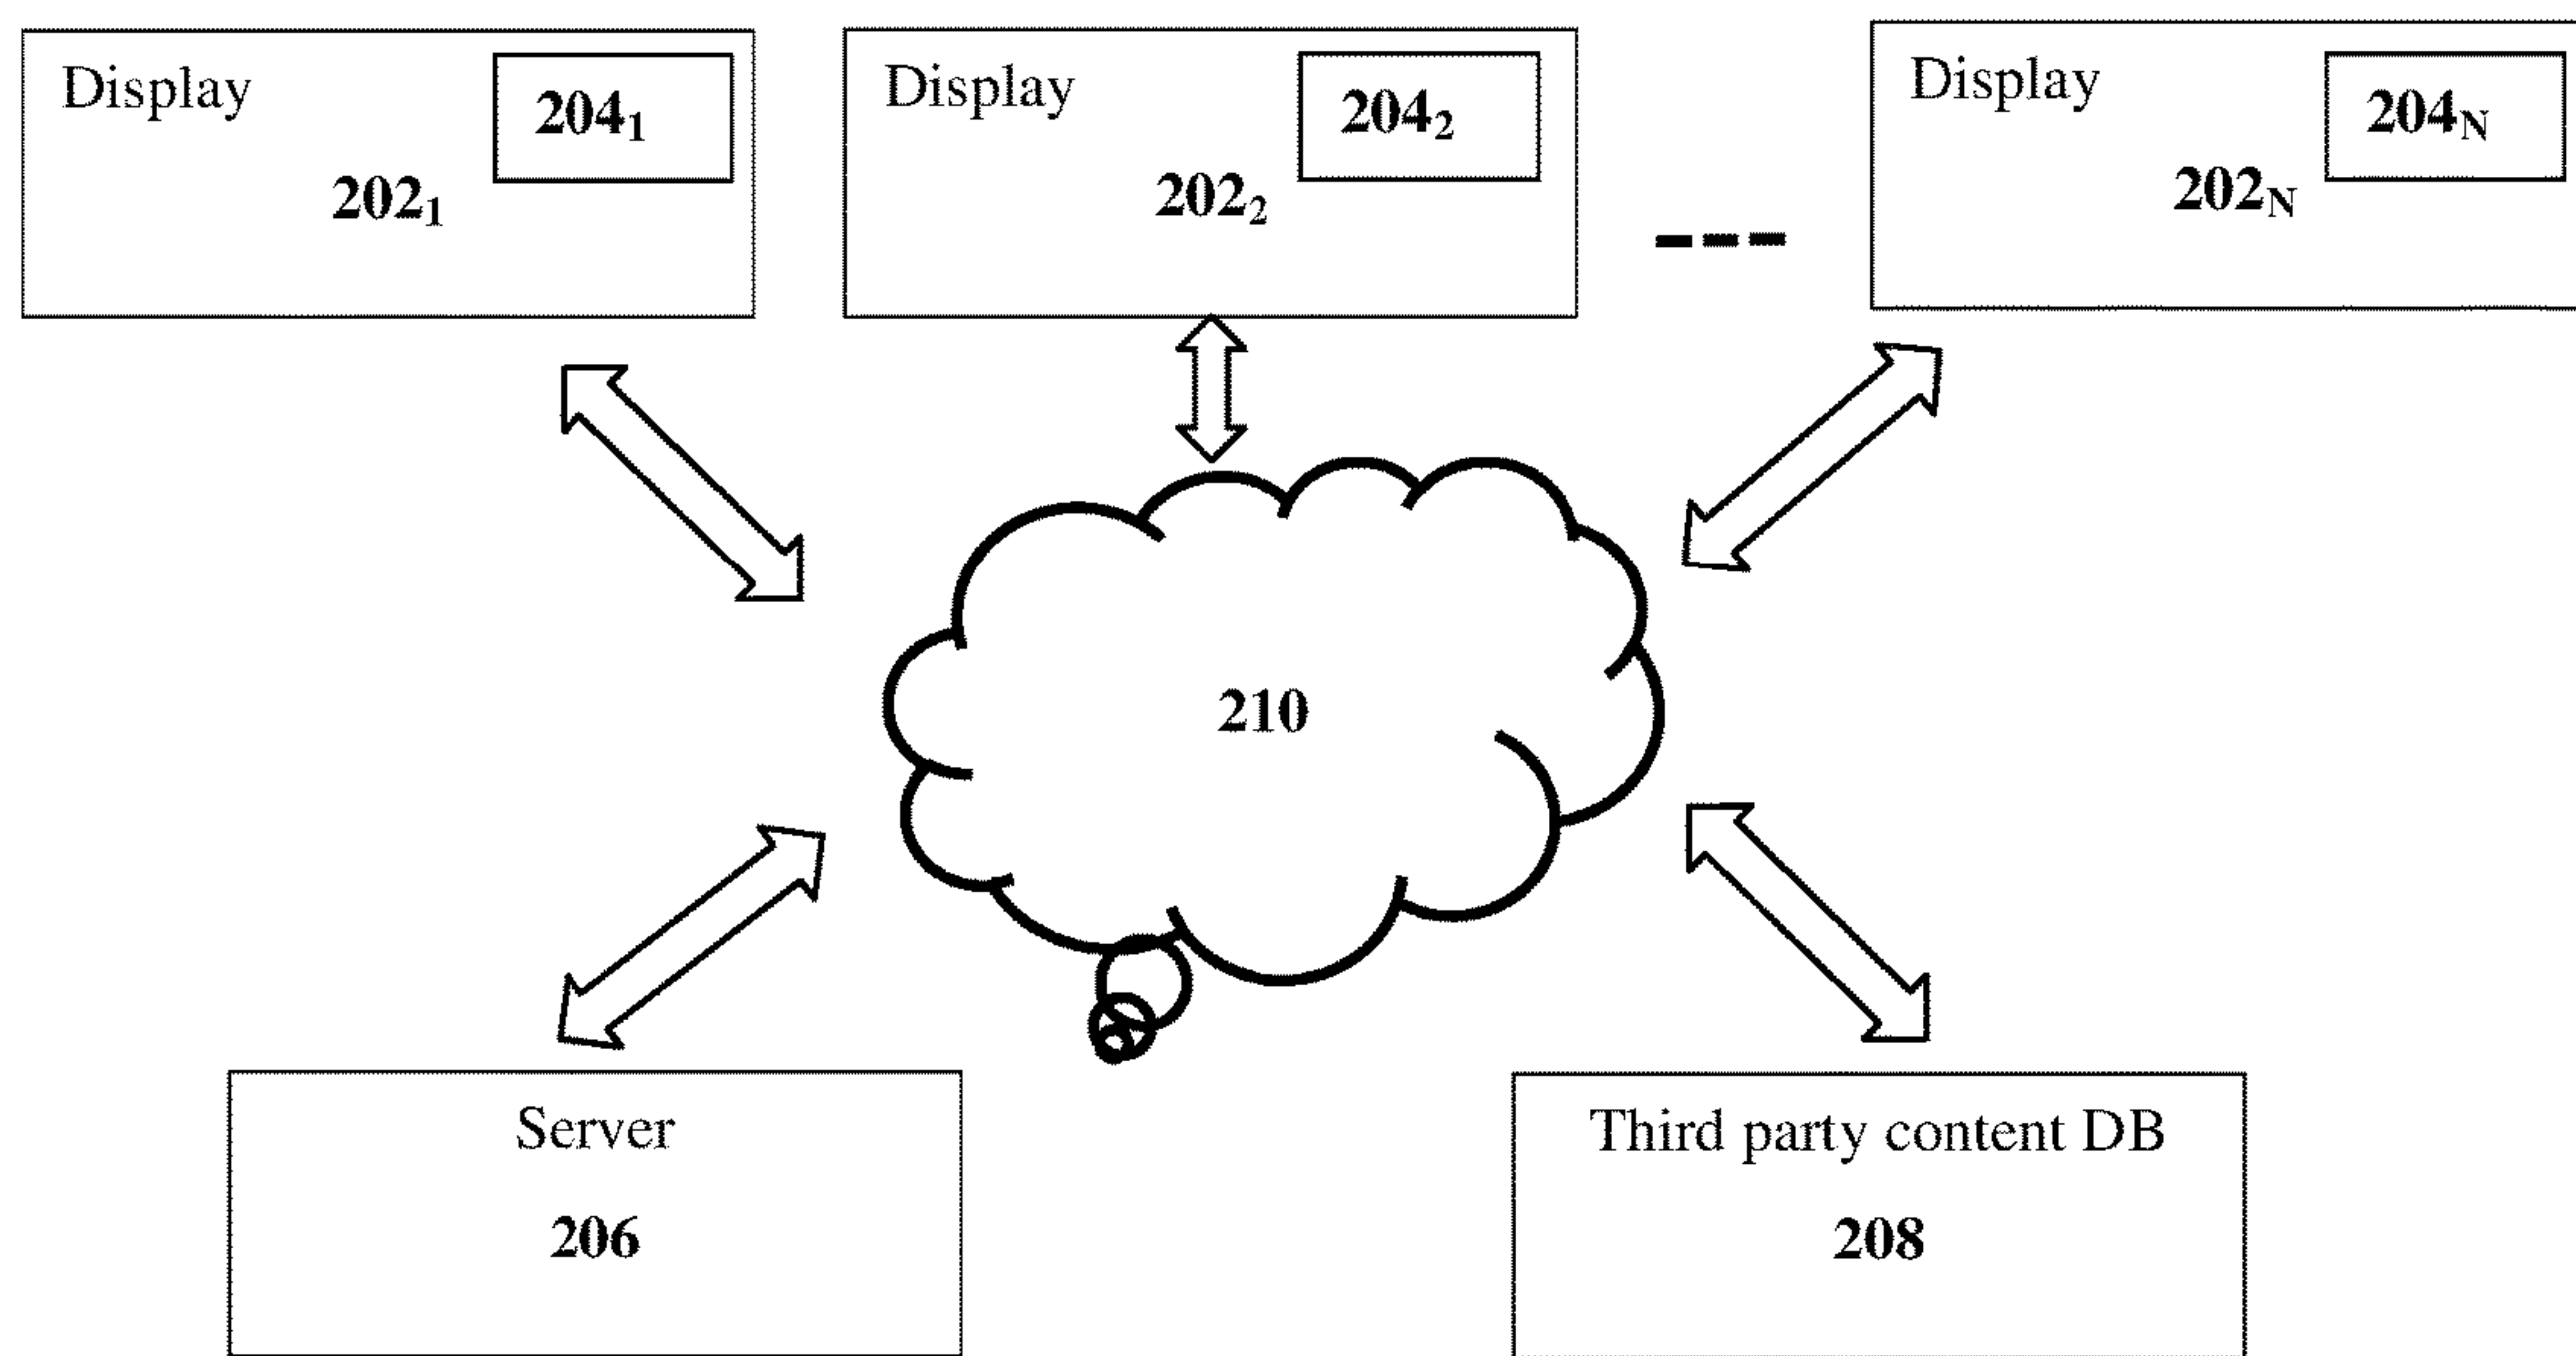 Display
204₁
202₁
Display
204₂
202₂
Display
204N
202N
210
Server
206
Third party content DB
208